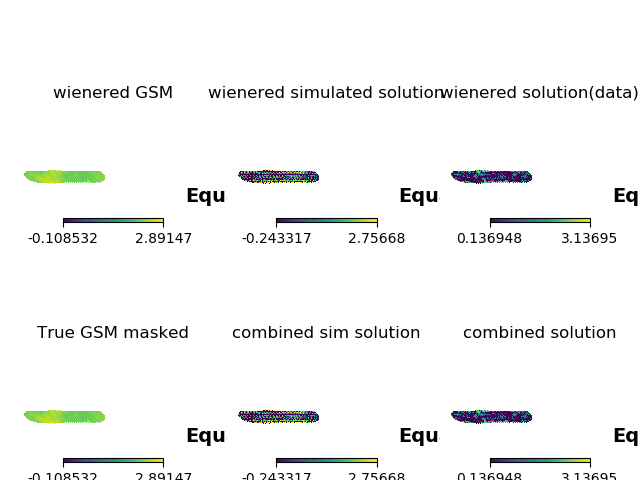 wienered GSM wienered simulated solution wienered solution(data)
Equ Equ Eq
-0.108532 2.89147 -0.243317 2.75668 0.136948 3.13695
True GSM masked combined sim solution combined solution
Equ Equ Eq
-0.108532 2.89147 -0.243317 2.75668 0.136948 3.13695